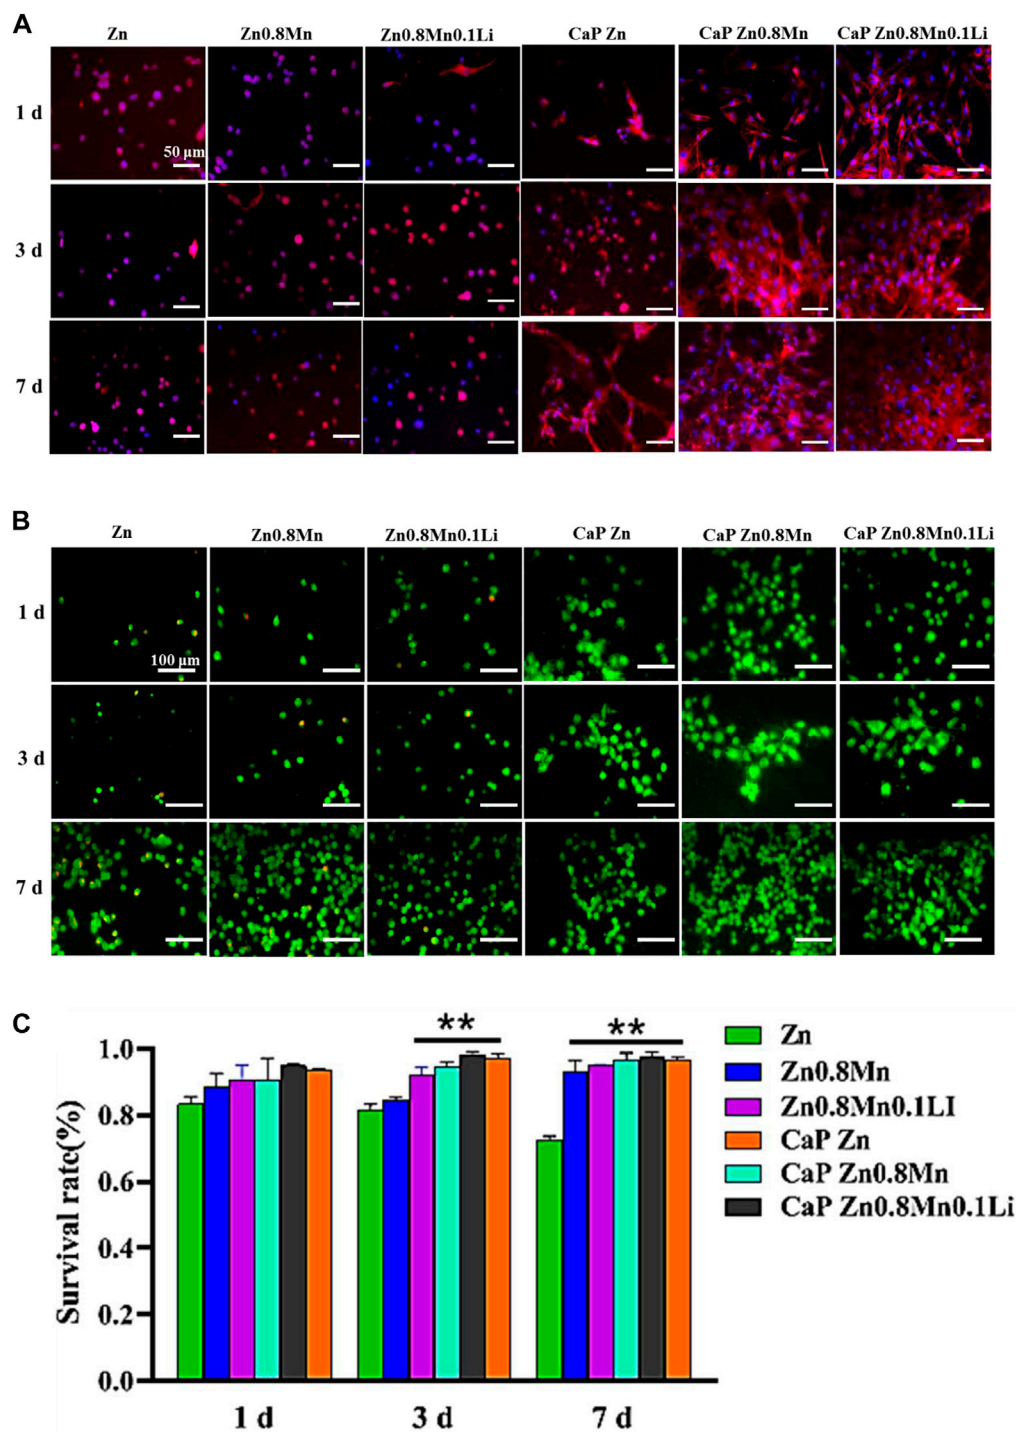 A
Zn Zn0.8Mn Zn0.8Mn0.1Li CaP Zn CaP Zn0.8Mn CaP Zn0.8Mn0.1Li
1 d
50 µm
3 d
7 d
B
Zn Zn0.8Mn Zn0.8Mn0.1Li CaP Zn CaP Zn0.8Mn CaP Zn0.8Mn0.1Li
1 d
100 µm
3 d
7 d
C
** **
Zn
Zn0.8Mn
Zn0.8Mn0.1LI
CaP Zn
CaP Zn0.8Mn
CaP Zn0.8Mn0.1Li
Survival rate(%)
1.0
0.8
0.6
0.4
0.2
0.0
1 d 3 d 7 d